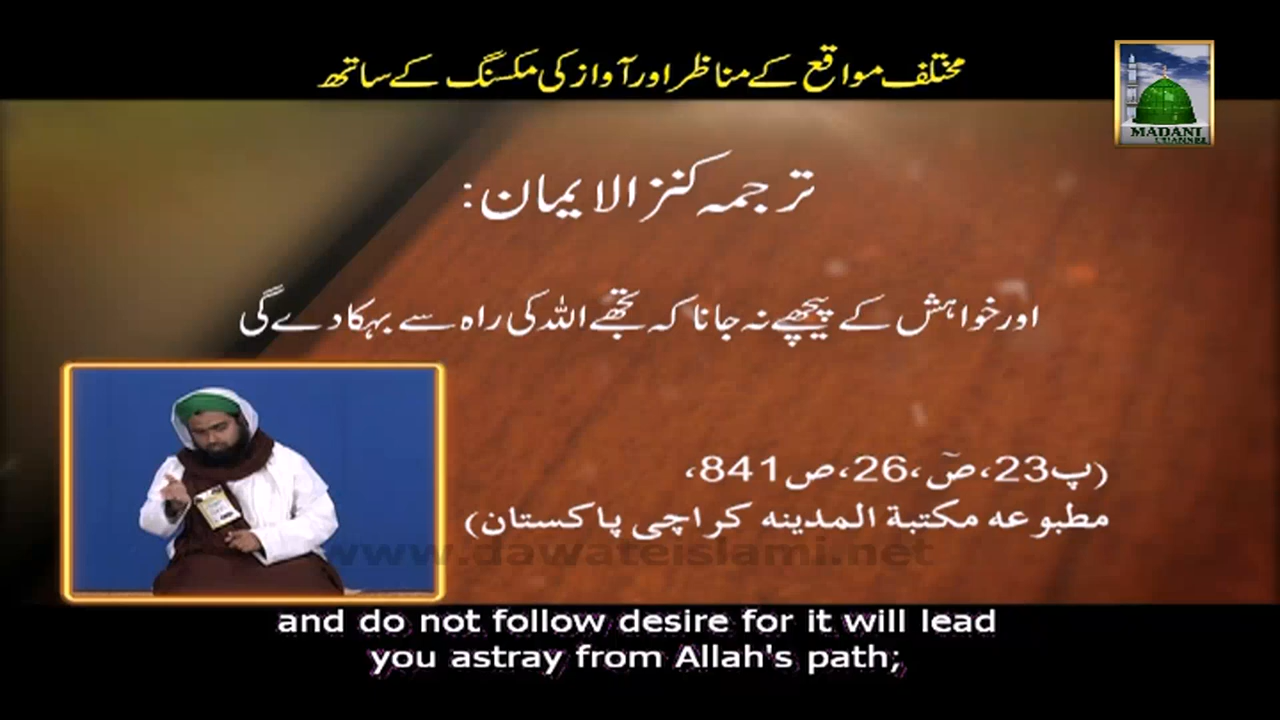 مختلف مواقع کے مناظر اور آواز کی مکسنگ کے ساتھ
MADANI
CHANNEL
ترجمہ کنز الایمان:
اور خواہش کے پیچھے نہ جانا کہ تجھے اللہ کی راہ سے بہکا دے گی
(پ23، صٓ، 26، ص841،
مطبوعہ مکتبۃ المدینہ کراچی پاکستان)
www.dawateislami.net
and do not follow desire for it will lead
you astray from Allah's path;